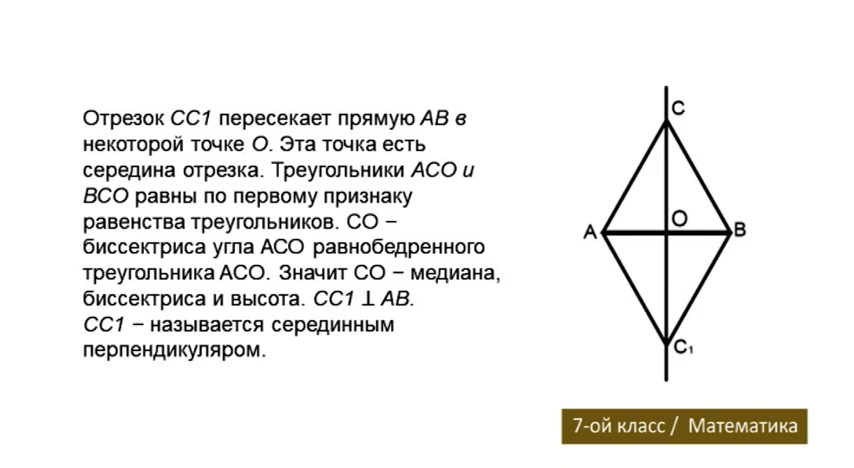 Отрезок СС1 пересекает прямую АВ в
некоторой точке О. Эта точка есть
середина отрезка. Треугольники АСО и
ВСО равны по первому признаку
равенства треугольников. СО −
биссектриса угла АСО равнобедренного
треугольника АСО. Значит СО − медиана,
биссектриса и высота. СС1 ⊥ АВ.
СС1 − называется серединным
перпендикуляром.
С
О
А
В
С₁
7-ой класс / Математика